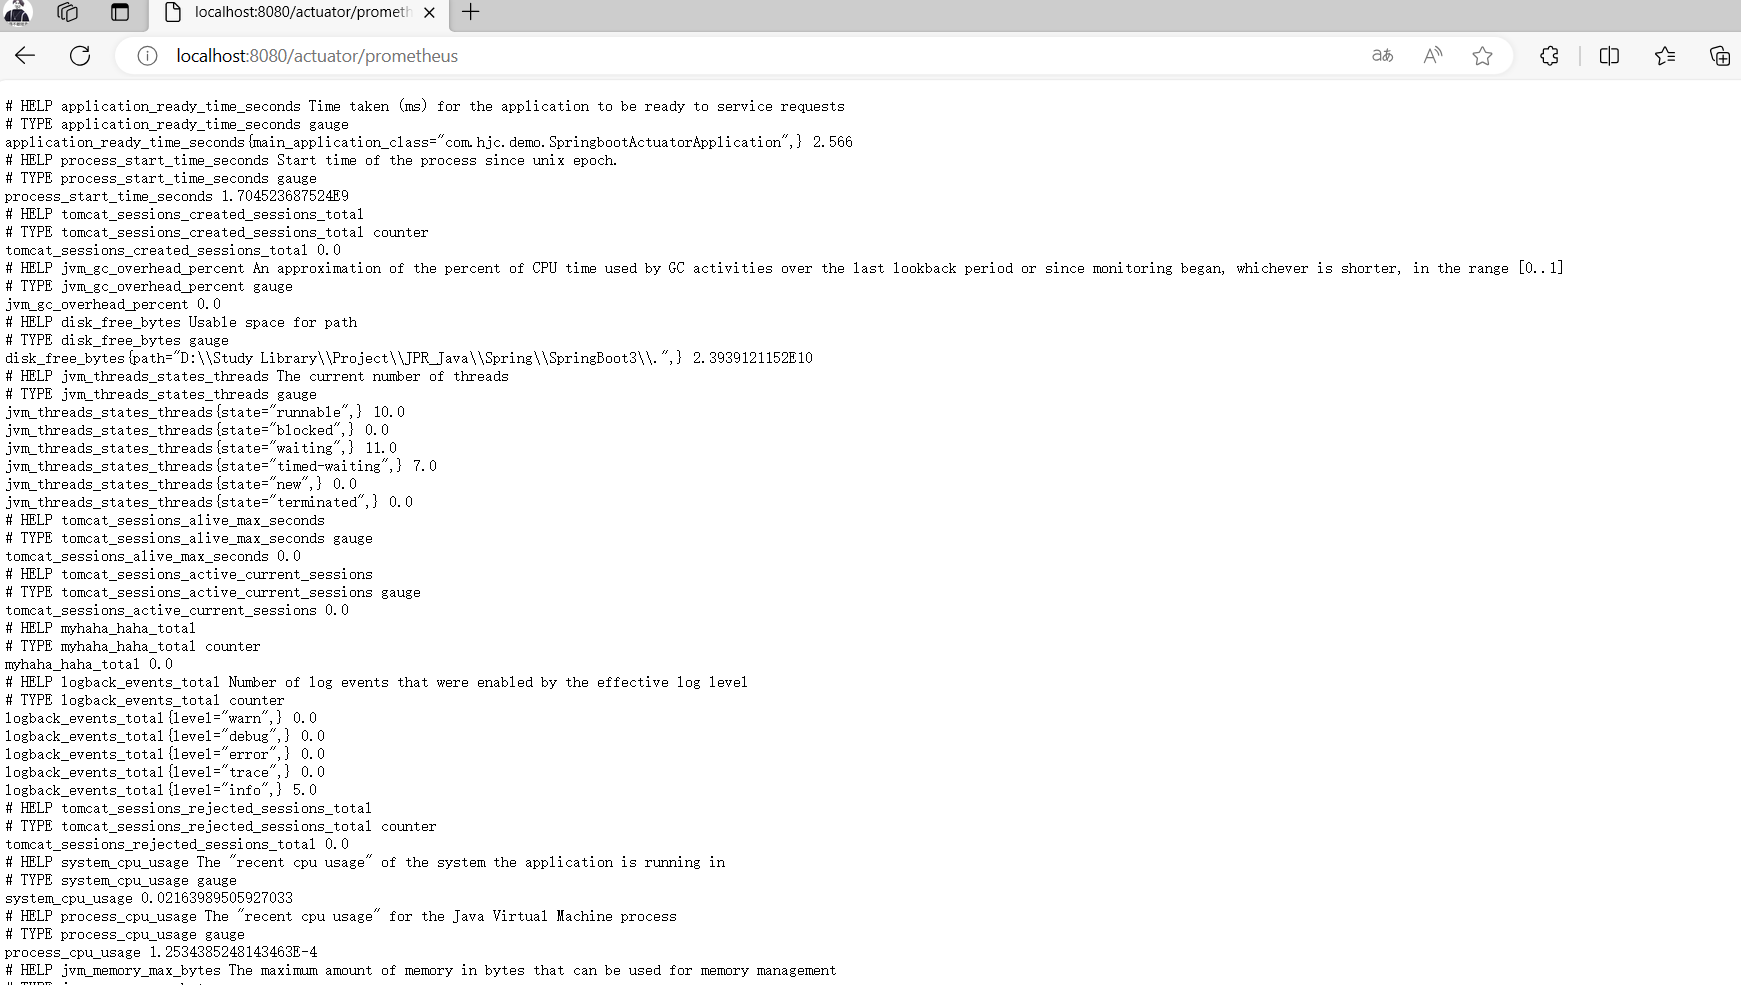 localhost:8080/actuator/prometh
localhost:8080/actuator/prometheus
# HELP application_ready_time_seconds Time taken (ms) for the application to be ready to service requests
# TYPE application_ready_time_seconds gauge
application_ready_time_seconds{main_application_class="com.hjc.demo.SpringbootActuatorApplication",} 2.566
# HELP process_start_time_seconds Start time of the process since unix epoch.
# TYPE process_start_time_seconds gauge
process_start_time_seconds 1.704523687524E9
# HELP tomcat_sessions_created_sessions_total
# TYPE tomcat_sessions_created_sessions_total counter
tomcat_sessions_created_sessions_total 0.0
# HELP jvm_gc_overhead_percent An approximation of the percent of CPU time used by GC activities over the last lookback period or since monitoring began, whichever is shorter, in the range [0..1]
# TYPE jvm_gc_overhead_percent gauge
jvm_gc_overhead_percent 0.0
# HELP disk_free_bytes Usable space for path
# TYPE disk_free_bytes gauge
disk_free_bytes{path="D:\\Study Library\\Project\\JPR_Java\\Spring\\SpringBoot3\\.",} 2.3939121152E10
# HELP jvm_threads_states_threads The current number of threads
# TYPE jvm_threads_states_threads gauge
jvm_threads_states_threads{state="runnable",} 10.0
jvm_threads_states_threads{state="blocked",} 0.0
jvm_threads_states_threads{state="waiting",} 11.0
jvm_threads_states_threads{state="timed-waiting",} 7.0
jvm_threads_states_threads{state="new",} 0.0
jvm_threads_states_threads{state="terminated",} 0.0
# HELP tomcat_sessions_alive_max_seconds
# TYPE tomcat_sessions_alive_max_seconds gauge
tomcat_sessions_alive_max_seconds 0.0
# HELP tomcat_sessions_active_current_sessions
# TYPE tomcat_sessions_active_current_sessions gauge
tomcat_sessions_active_current_sessions 0.0
# HELP myhaha_haha_total
# TYPE myhaha_haha_total counter
myhaha_haha_total 0.0
# HELP logback_events_total Number of log events that were enabled by the effective log level
# TYPE logback_events_total counter
logback_events_total{level="warn",} 0.0
logback_events_total{level="debug",} 0.0
logback_events_total{level="error",} 0.0
logback_events_total{level="trace",} 0.0
logback_events_total{level="info",} 5.0
# HELP tomcat_sessions_rejected_sessions_total
# TYPE tomcat_sessions_rejected_sessions_total counter
tomcat_sessions_rejected_sessions_total 0.0
# HELP system_cpu_usage The "recent cpu usage" of the system the application is running in
# TYPE system_cpu_usage gauge
system_cpu_usage 0.02163989505927033
# HELP process_cpu_usage The "recent cpu usage" for the Java Virtual Machine process
# TYPE process_cpu_usage gauge
process_cpu_usage 1.2534385248143463E-4
# HELP jvm_memory_max_bytes The maximum amount of memory in bytes that can be used for memory management